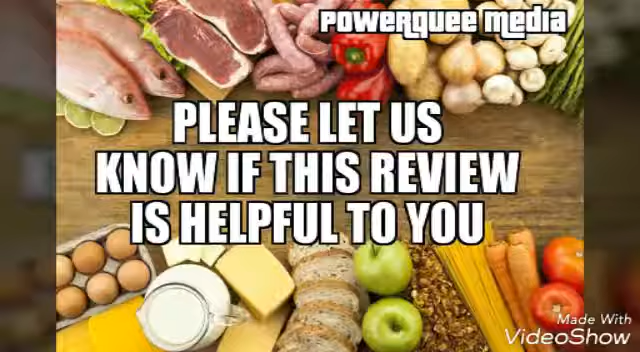 POWERQUEE MEDIA
PLEASE LET US
KNOW IF THIS REVIEW
IS HELPFUL TO YOU
Made With
VideoShow